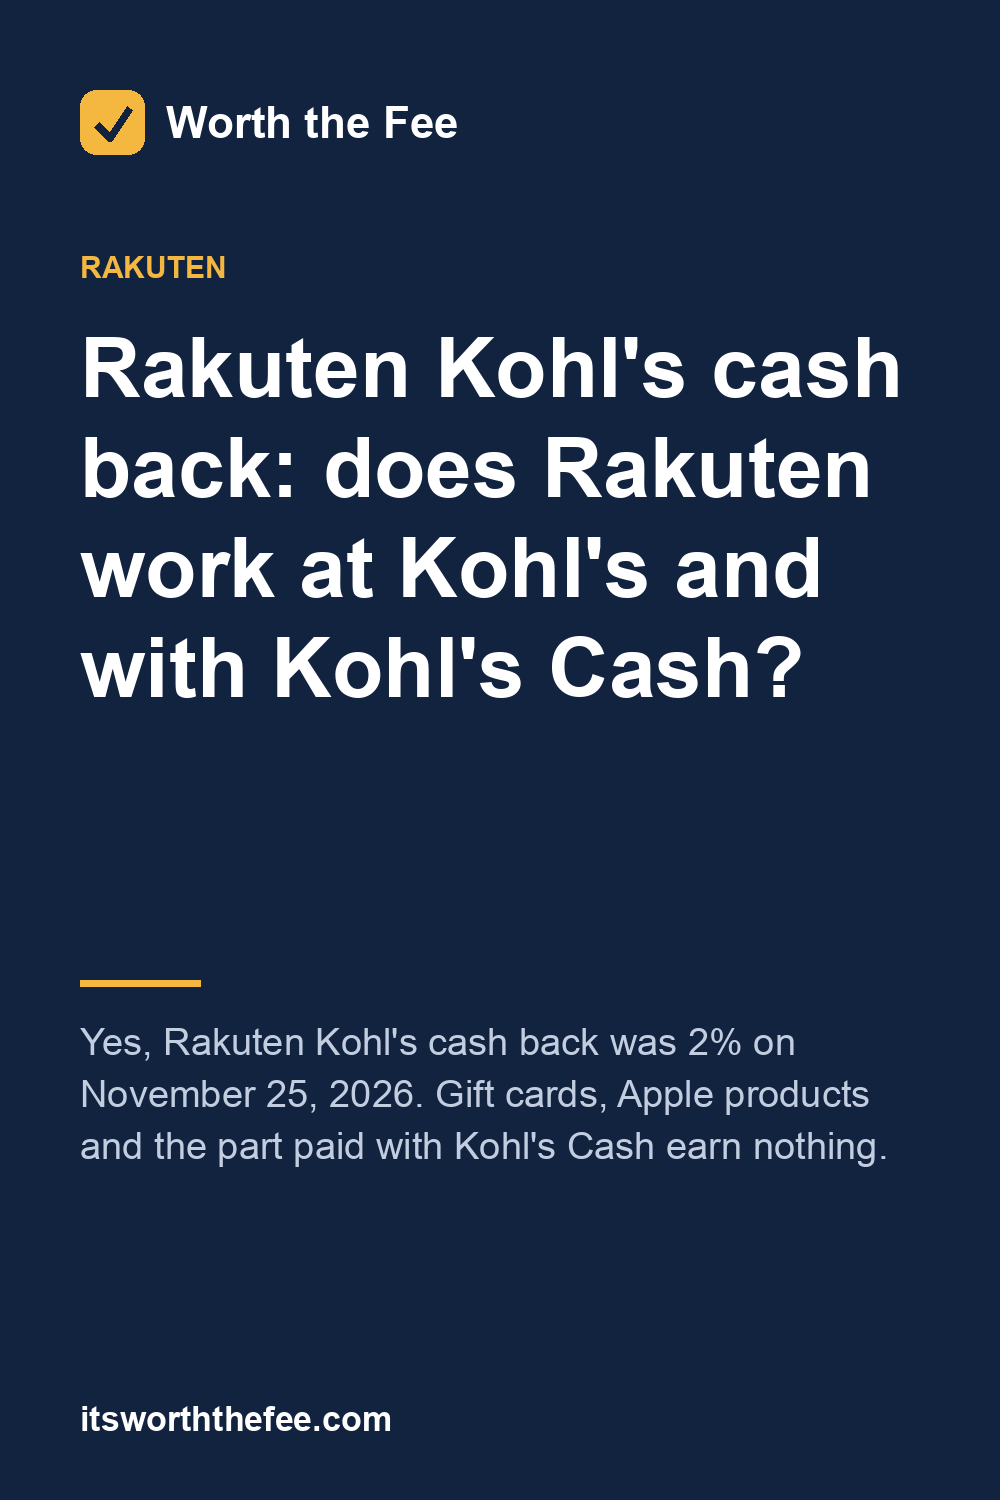 Worth the Fee
RAKUTEN
Rakuten Kohl's cash
back: does Rakuten
work at Kohl's and
with Kohl's Cash?
Yes, Rakuten Kohl's cash back was 2% on
November 25, 2026. Gift cards, Apple products
and the part paid with Kohl's Cash earn nothing.
itsworththefee.com